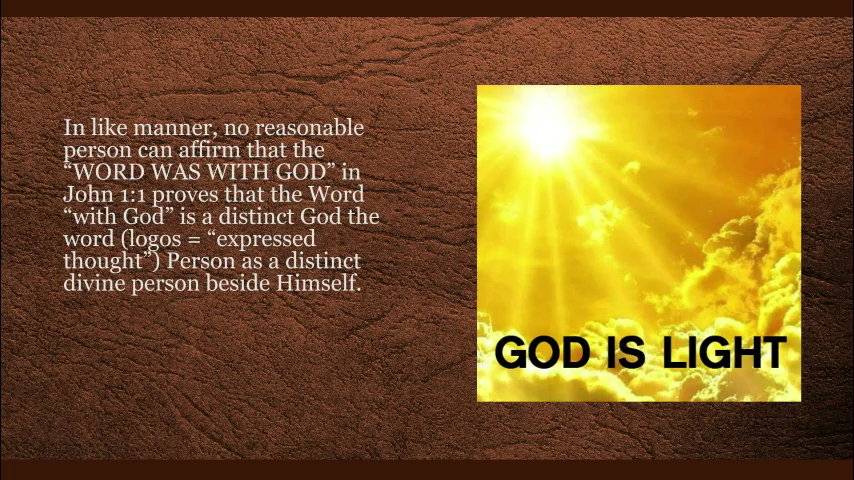 In like manner, no reasonable
person can affirm that the
“WORD WAS WITH GOD” in
John 1:1 proves that the Word
“with God” is a distinct God the
word (logos = “expressed
thought”) Person as a distinct
divine person beside Himself.
GOD IS LIGHT